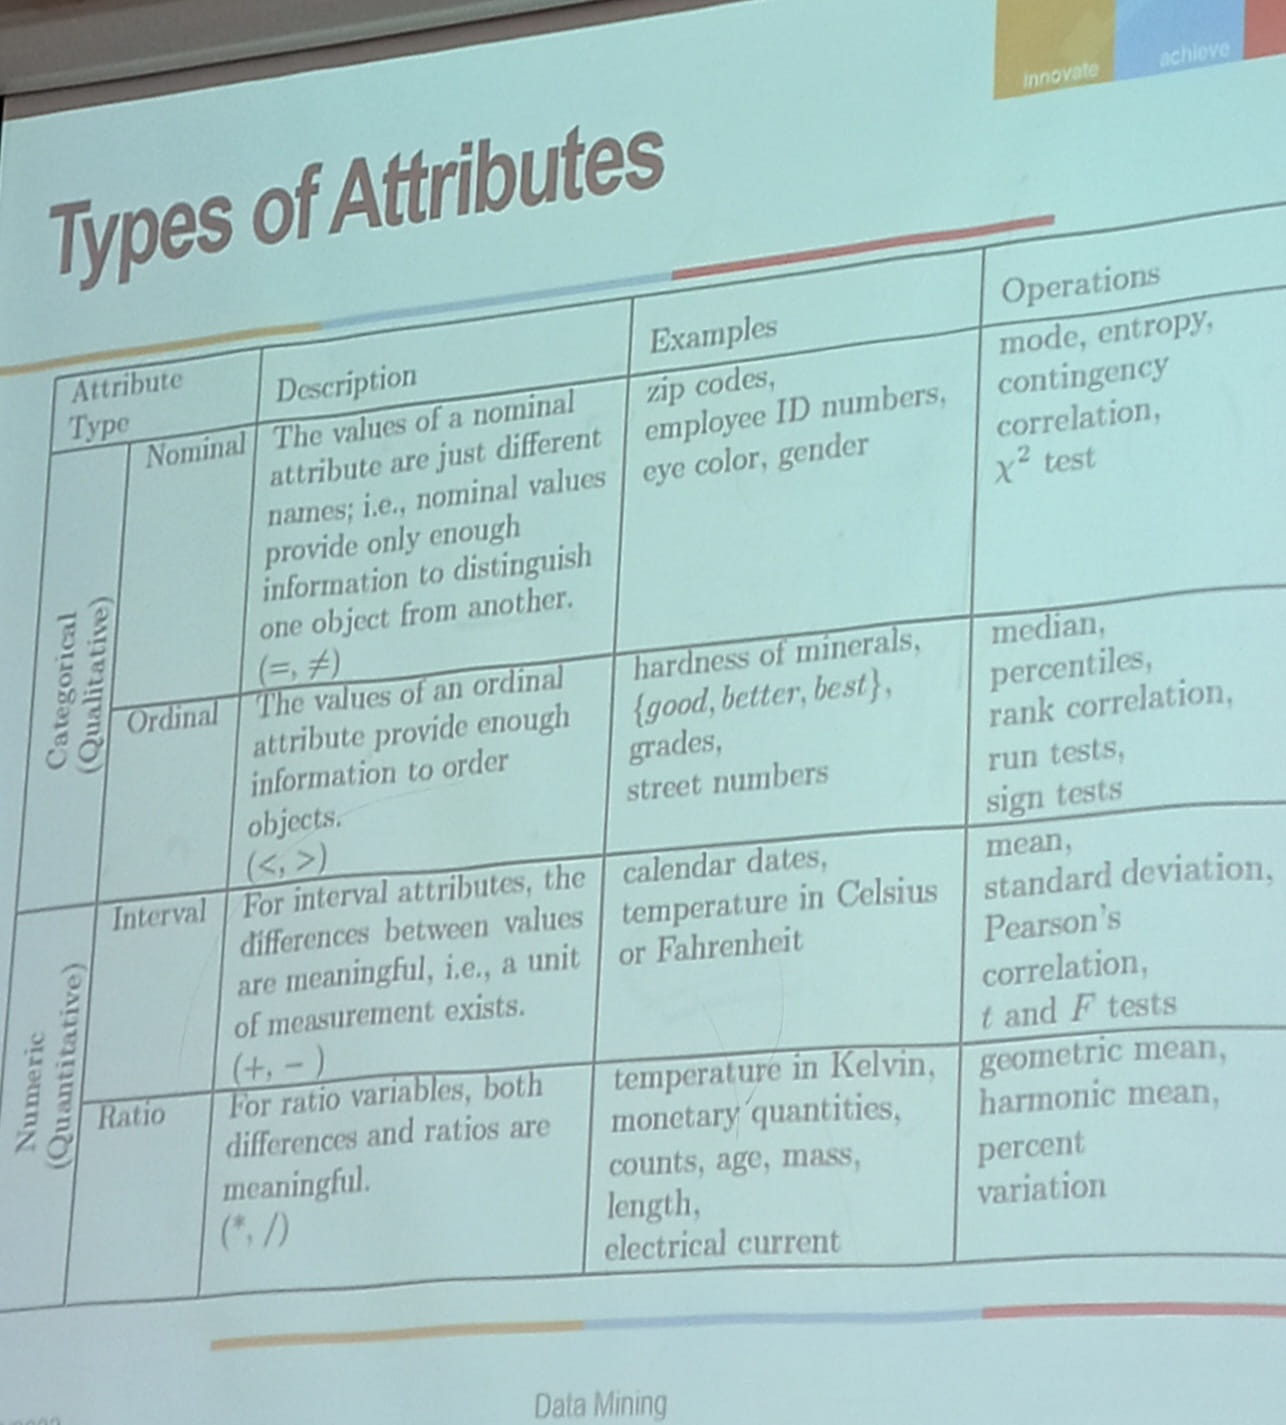 innovate
achieve
Types of Attributes
Attribute
Type
Description
Examples
Operations
Categorical
(Qualitative)
Nominal
The values of a nominal
attribute are just different
names; i.e., nominal values
provide only enough
information to distinguish
one object from another.
(=, ≠)
zip codes,
employee ID numbers,
eye color, gender
mode, entropy,
contingency
correlation,
χ² test
Ordinal
The values of an ordinal
attribute provide enough
information to order
objects.
(<, >)
hardness of minerals,
{good, better, best},
grades,
street numbers
median,
percentiles,
rank correlation,
run tests,
sign tests
Numeric
(Quantitative)
Interval
For interval attributes, the
differences between values
are meaningful, i.e., a unit
of measurement exists.
(+, - )
calendar dates,
temperature in Celsius
or Fahrenheit
mean,
standard deviation,
Pearson's
correlation,
t and F tests
Ratio
For ratio variables, both
differences and ratios are
meaningful.
(*, /)
temperature in Kelvin,
monetary quantities,
counts, age, mass,
length,
electrical current
geometric mean,
harmonic mean,
percent
variation
Data Mining